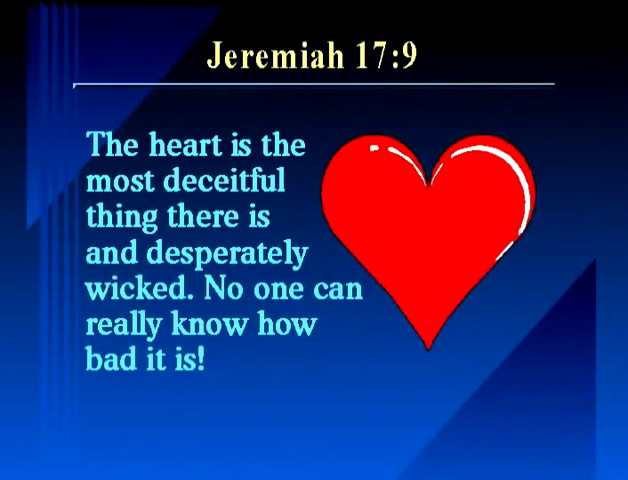 Jeremiah 17:9
The heart is the
most deceitful
thing there is
and desperately
wicked. No one can
really know how
bad it is!